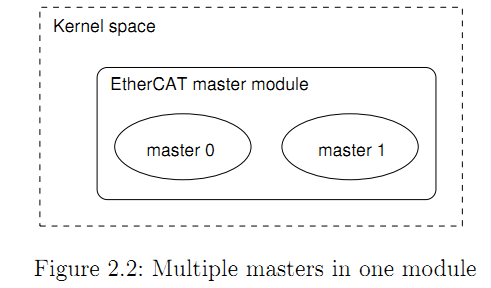 Kernel space
EtherCAT master module
master 0
master 1
Figure 2.2: Multiple masters in one module